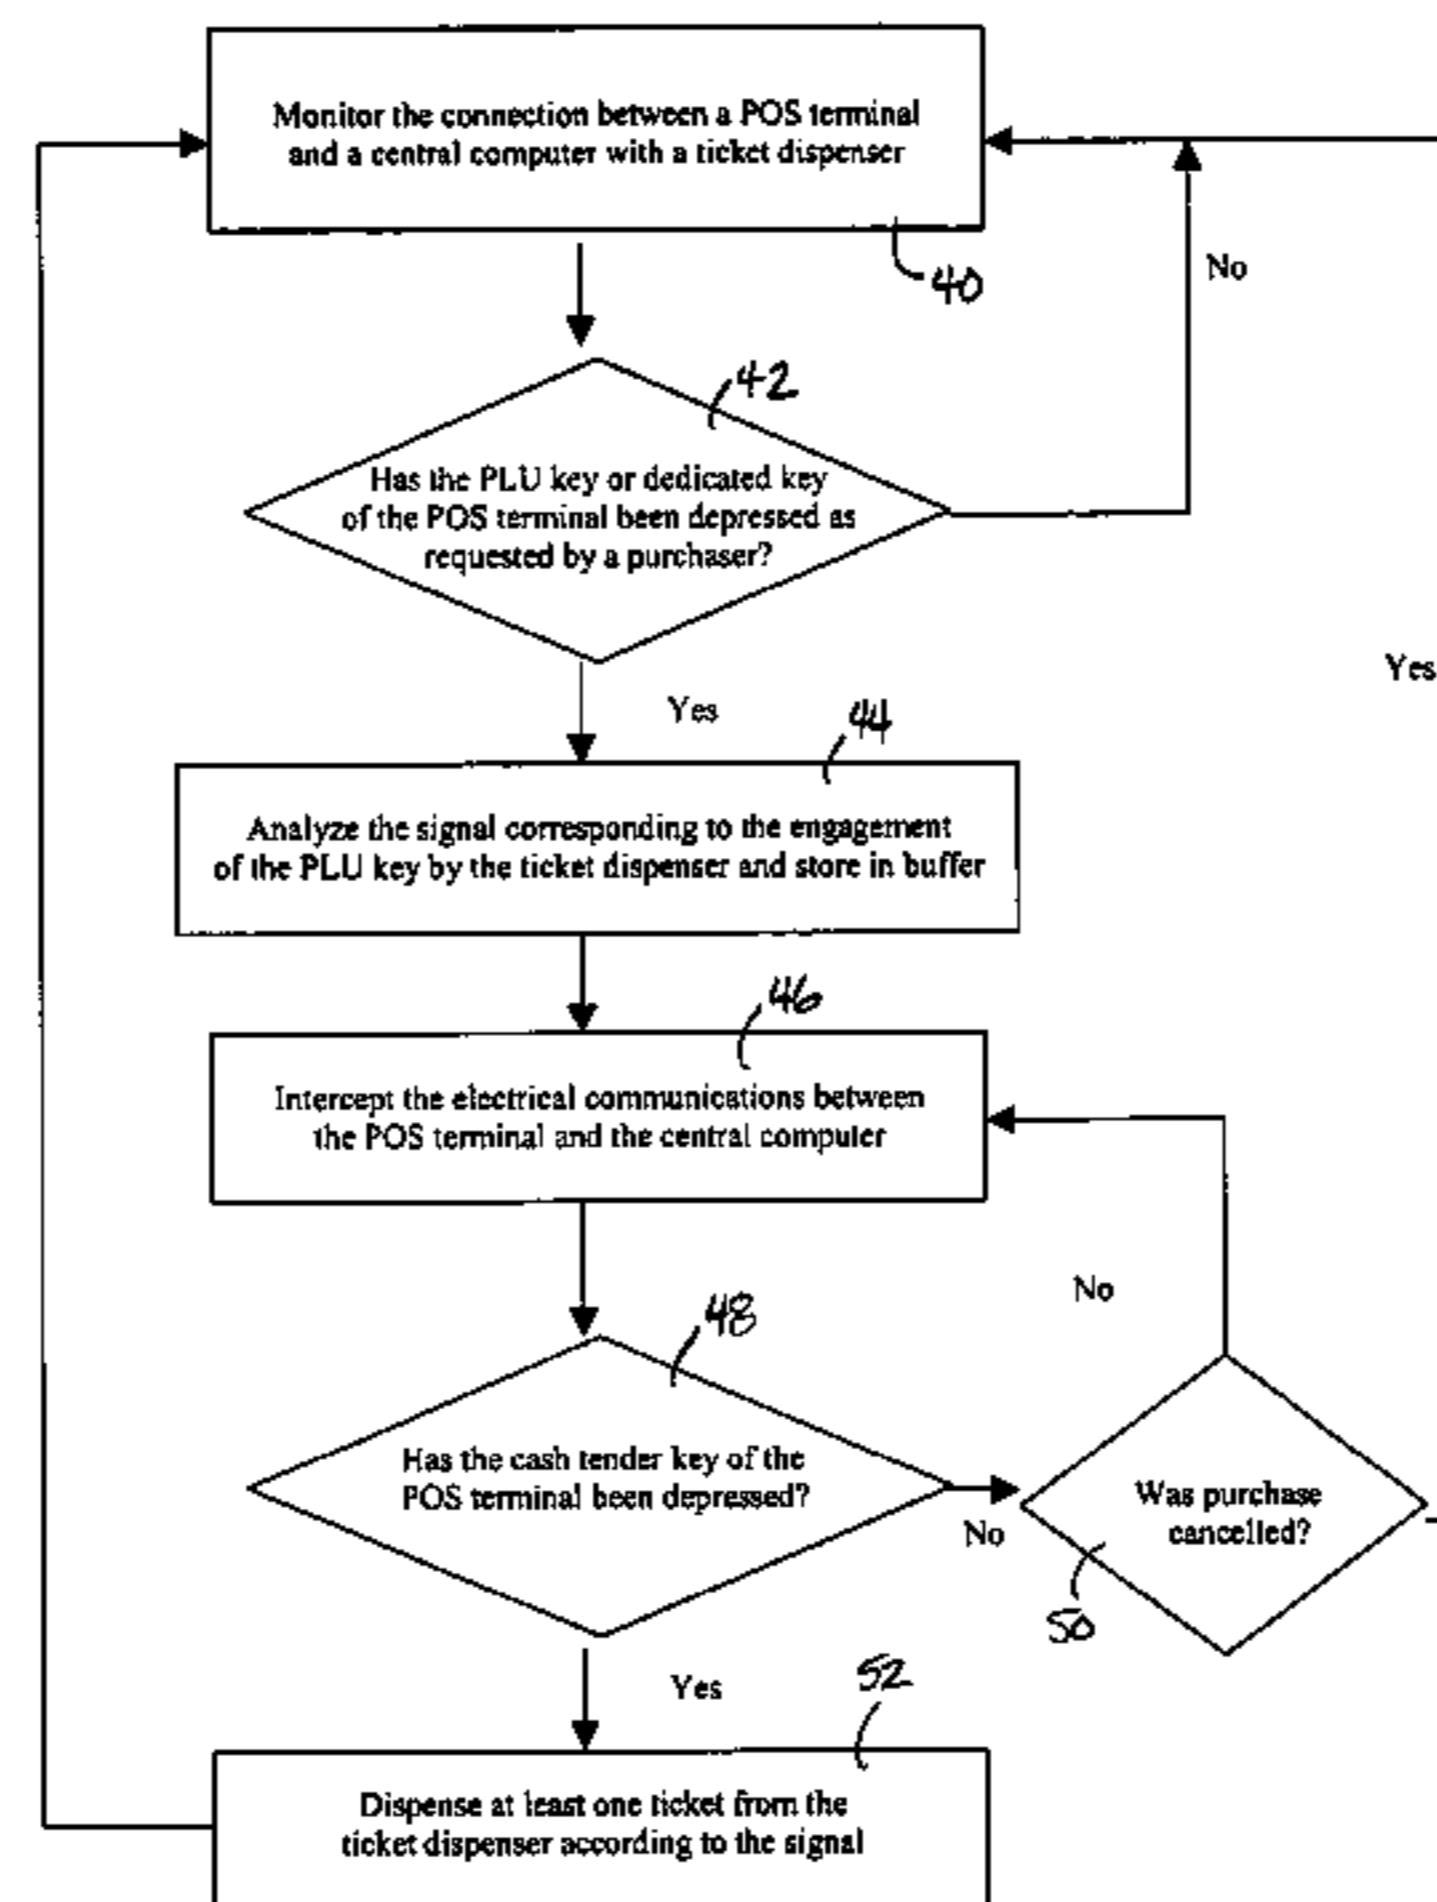 Monitor the connection between a POS terminal
and a central computer with a ticket dispenser
40
No
42
Has the PLU key or dedicated key
of the POS terminal been depressed as
requested by a purchaser?
Yes
Yes
44
Analyze the signal corresponding to the engagement
of the PLU key by the ticket dispenser and store in buffer
46
Intercept the electrical communications between
the POS terminal and the central computer
No
48
Has the cash tender key of the
POS terminal been depressed?
No
Was purchase
cancelled?
50
Yes
52
Dispense at least one ticket from the
ticket dispenser according to the signal